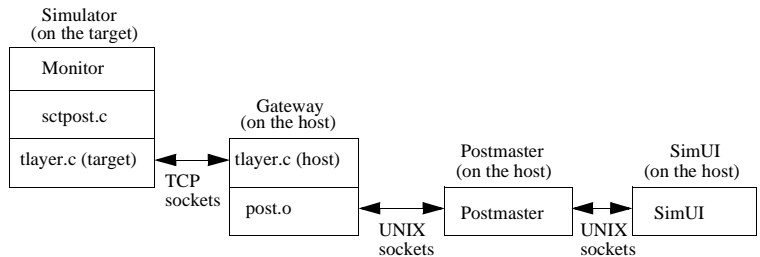 Simulator
(on the target)
Monitor
sctpost.c
tlayer.c (target)
TCP
sockets
Gateway
(on the host)
tlayer.c (host)
post.o
UNIX
sockets
Postmaster
(on the host)
Postmaster
UNIX
sockets
SimUI
(on the host)
SimUI